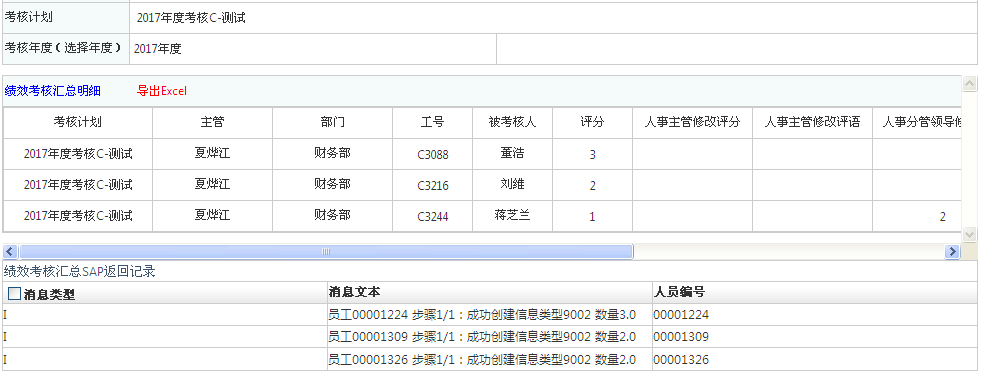 考核计划 2017年度考核C-测试
考核年度（选择年度） 2017年度
绩效考核汇总明细 导出Excel
考核计划 主管 部门 工号 被考核人 评分 人事主管修改评分 人事主管修改评语 人事分管领导修
2017年度考核C-测试 夏烨江 财务部 C3088 董洁 3
2017年度考核C-测试 夏烨江 财务部 C3216 刘维 2
2017年度考核C-测试 夏烨江 财务部 C3244 蒋芝兰 1 2
绩效考核汇总SAP返回记录
消息类型 消息文本 人员编号
I 员工00001224 步骤1/1：成功创建信息类型9002 数量3.0 00001224
I 员工00001309 步骤1/1：成功创建信息类型9002 数量2.0 00001309
I 员工00001326 步骤1/1：成功创建信息类型9002 数量2.0 00001326